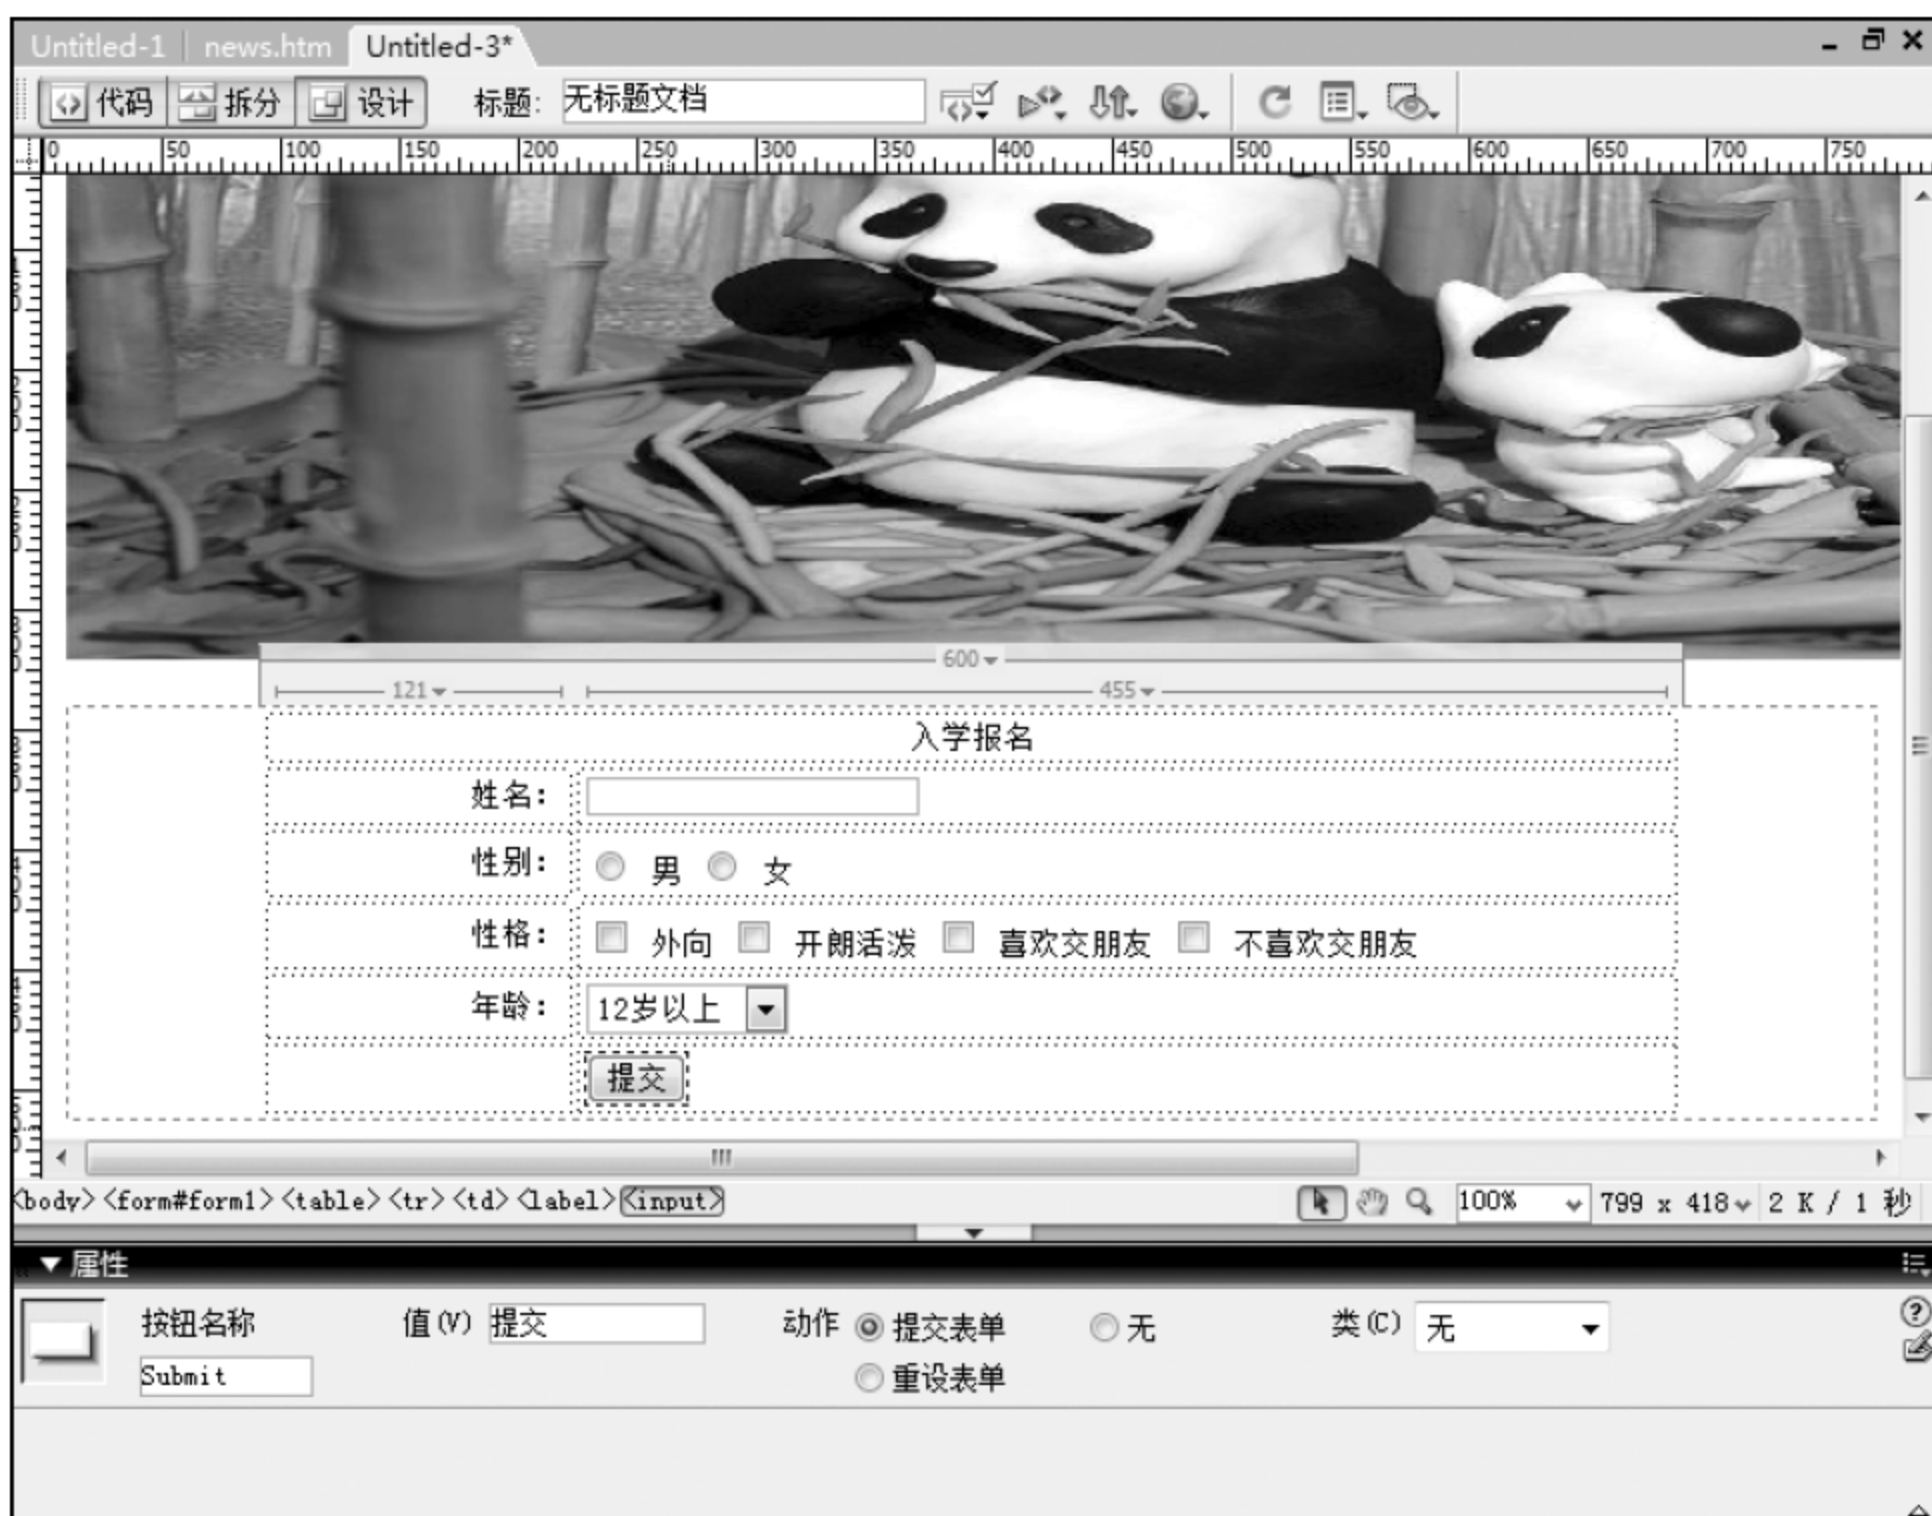 Untitled-1 news.htm Untitled-3*
代码 拆分 设计 标题: 无标题文档
0 50 100 150 200 250 300 350 400 450 500 550 600 650 700 750
600
121 455
入学报名
姓名:
性别: 男 女
性格: 外向 开朗活泼 喜欢交朋友 不喜欢交朋友
年龄: 12岁以上
提交
<body> <form#form1> <table> <tr> <td> <label> <input> 100% 799 x 418 2 K / 1 秒
属性
按钮名称 值(V) 提交 动作 提交表单 无 类(C) 无
Submit 重设表单